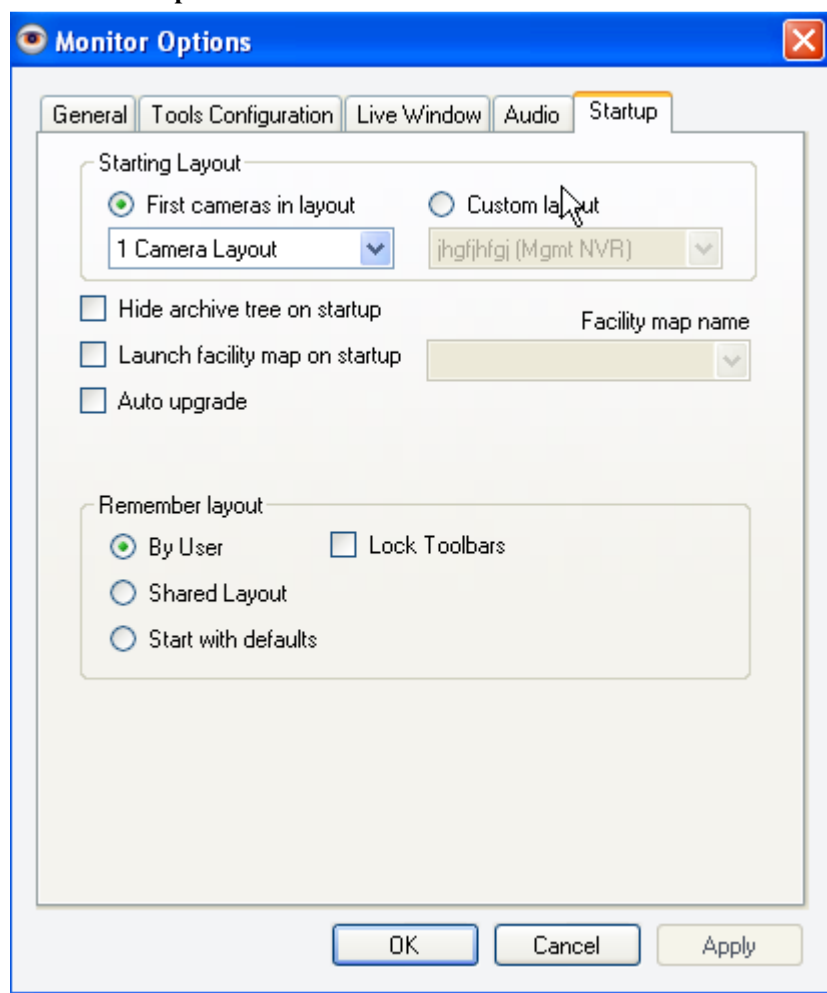 Monitor Options
General Tools Configuration Live Window Audio Startup
Starting Layout
First cameras in layout Custom layout
1 Camera Layout jhgfjhfgj (Mgmt NVR)
Hide archive tree on startup
Facility map name
Launch facility map on startup
Auto upgrade
Remember layout
By User Lock Toolbars
Shared Layout
Start with defaults
OK Cancel Apply